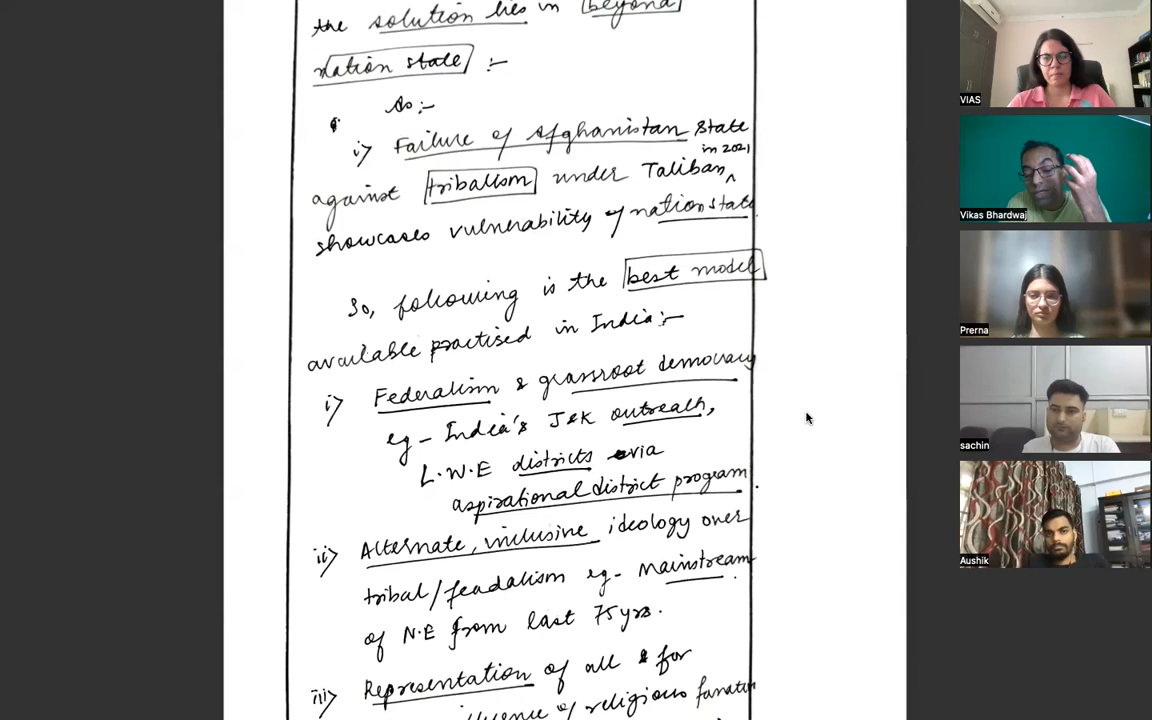 the solution lies in beyond
nation state :-
As :-
i) Failure of Afghanistan state
in 2021
against tribalism under Taliban ^
showcases vulnerability of nation state
So, following is the best model
available practised in India :-
i) Federalism & grassroot democracy
eg - India's J&K outreach,
L.W.E districts via
aspirational district program.
ii) Alternate, inclusive ideology over
tribal/feudalism eg - Mainstream
of N.E from last 75 yrs.
iii) Representation of all & for
of religious
VIAS
Vikas Bhardwaj
Prerna
sachin
Aushik